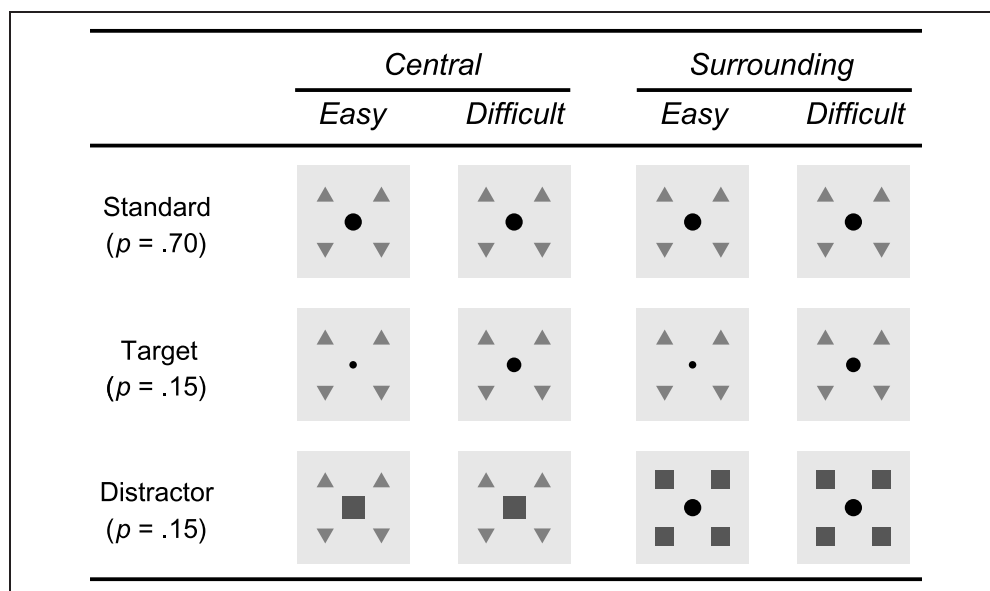 Central Surrounding
Easy Difficult Easy Difficult
Standard
(p = .70)
Target
(p = .15)
Distractor
(p = .15)